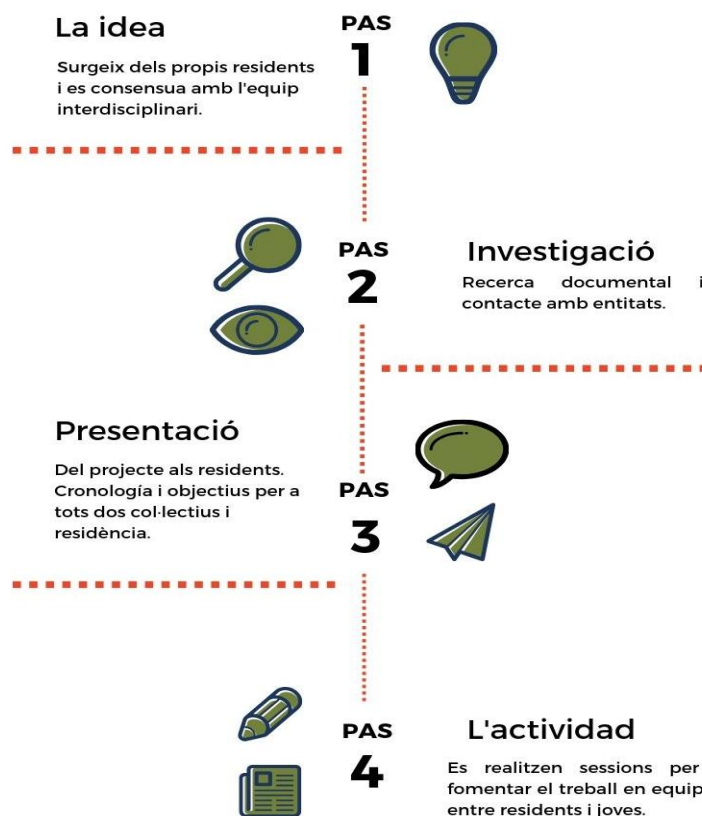 La idea
Surgeix dels propis residents
i es consensua amb l'equip
interdisciplinari.
PAS
1
PAS
2
Investigació
Recerca documental i
contacte amb entitats.
Presentació
Del projecte als residents.
Cronología i objectius per a
tots dos col·lectius i
residència.
PAS
3
PAS
4
L'actividad
Es realitzen sessions per
fomentar el treball en equip
entre residents i joves.